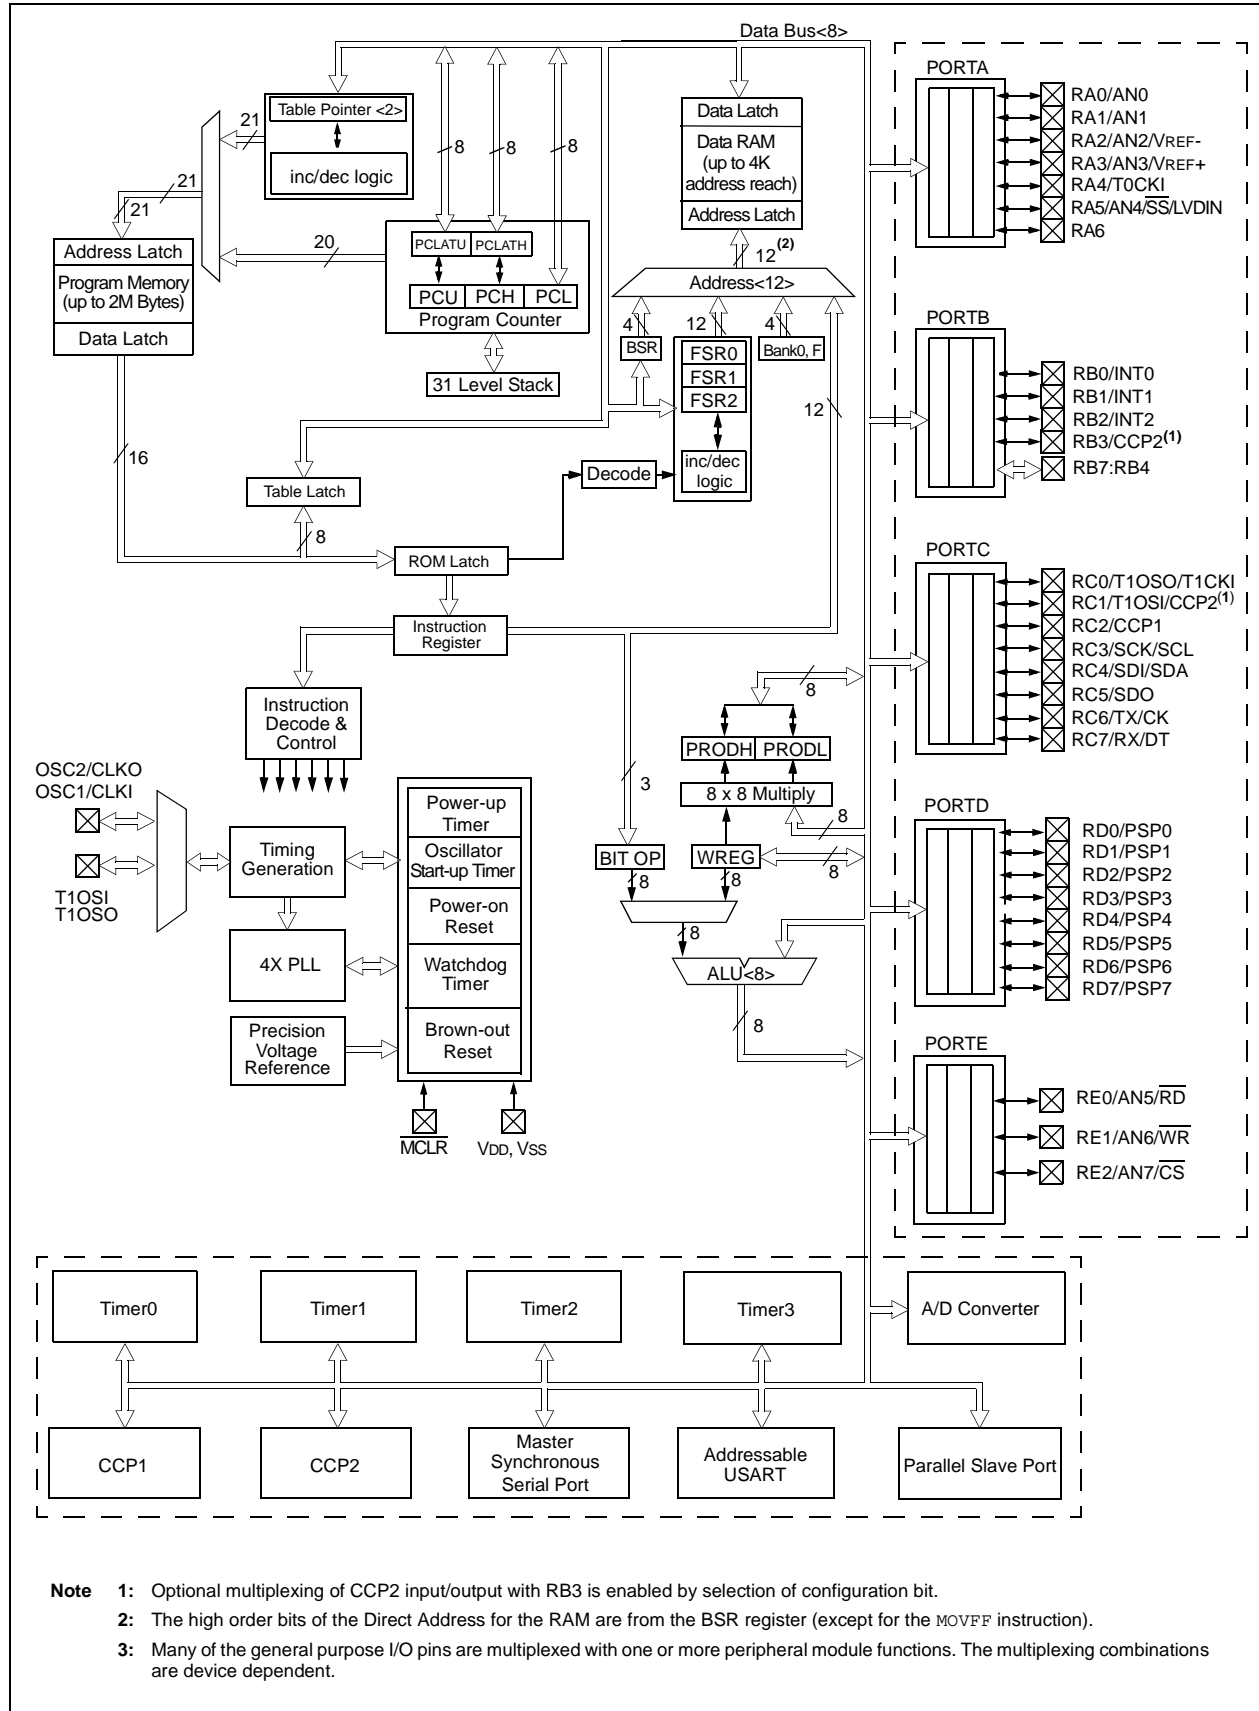 Data Bus<8>
PORTA
Table Pointer <2>
21
inc/dec logic
21
21
Address Latch
Program Memory
(up to 2M Bytes)
Data Latch
8
8
8
20
PCLATU
PCLATH
PCU
PCH
PCL
Program Counter
31 Level Stack
Data Latch
Data RAM
(up to 4K
address reach)
Address Latch
12(2)
Address<12>
4
12
4
BSR
FSR0
FSR1
FSR2
Bank0, F
inc/dec
logic
12
16
Decode
Table Latch
8
ROM Latch
Instruction
Register
RA0/AN0
RA1/AN1
RA2/AN2/VREF-
RA3/AN3/VREF+
RA4/T0CKI
RA5/AN4/SS/LVDIN
RA6
PORTB
RB0/INT0
RB1/INT1
RB2/INT2
RB3/CCP2(1)
RB7:RB4
PORTC
RC0/T1OSO/T1CKI
RC1/T1OSI/CCP2(1)
RC2/CCP1
RC3/SCK/SCL
RC4/SDI/SDA
RC5/SDO
RC6/TX/CK
RC7/RX/DT
Instruction
Decode &
Control
OSC2/CLKO
OSC1/CLKI
T1OSI
T1OSO
Timing
Generation
4X PLL
Precision
Voltage
Reference
Power-up
Timer
Oscillator
Start-up Timer
Power-on
Reset
Watchdog
Timer
Brown-out
Reset
MCLR
VDD, VSS
8
PRODH
PRODL
8 x 8 Multiply
3
8
BIT OP
WREG
8
8
8
8
ALU<8>
8
PORTD
RD0/PSP0
RD1/PSP1
RD2/PSP2
RD3/PSP3
RD4/PSP4
RD5/PSP5
RD6/PSP6
RD7/PSP7
PORTE
RE0/AN5/RD
RE1/AN6/WR
RE2/AN7/CS
Timer0
Timer1
Timer2
Timer3
A/D Converter
CCP1
CCP2
Master
Synchronous
Serial Port
Addressable
USART
Parallel Slave Port
Note 1: Optional multiplexing of CCP2 input/output with RB3 is enabled by selection of configuration bit.
2: The high order bits of the Direct Address for the RAM are from the BSR register (except for the MOVFF instruction).
3: Many of the general purpose I/O pins are multiplexed with one or more peripheral module functions. The multiplexing combinations
are device dependent.